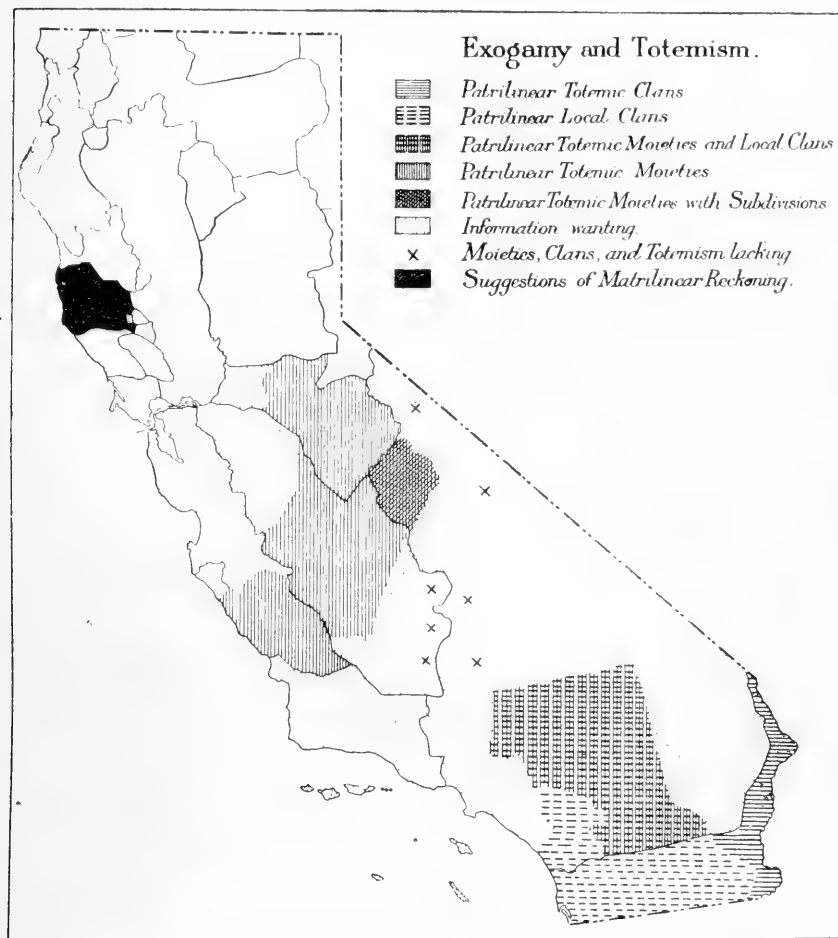 Exogamy and Totemism.
Patrilinear Totemic Clans
Patrilinear Local Clans
Patrilinear Totemic Moieties and Local Clans
Patrilinear Totemic Moieties
Patrilinear Totemic Moieties with Subdivisions
Information wanting.
x Moieties, Clans, and Totemism lacking
Suggestions of Matrilinear Reckoning.
x
x
x
x
x
x
x